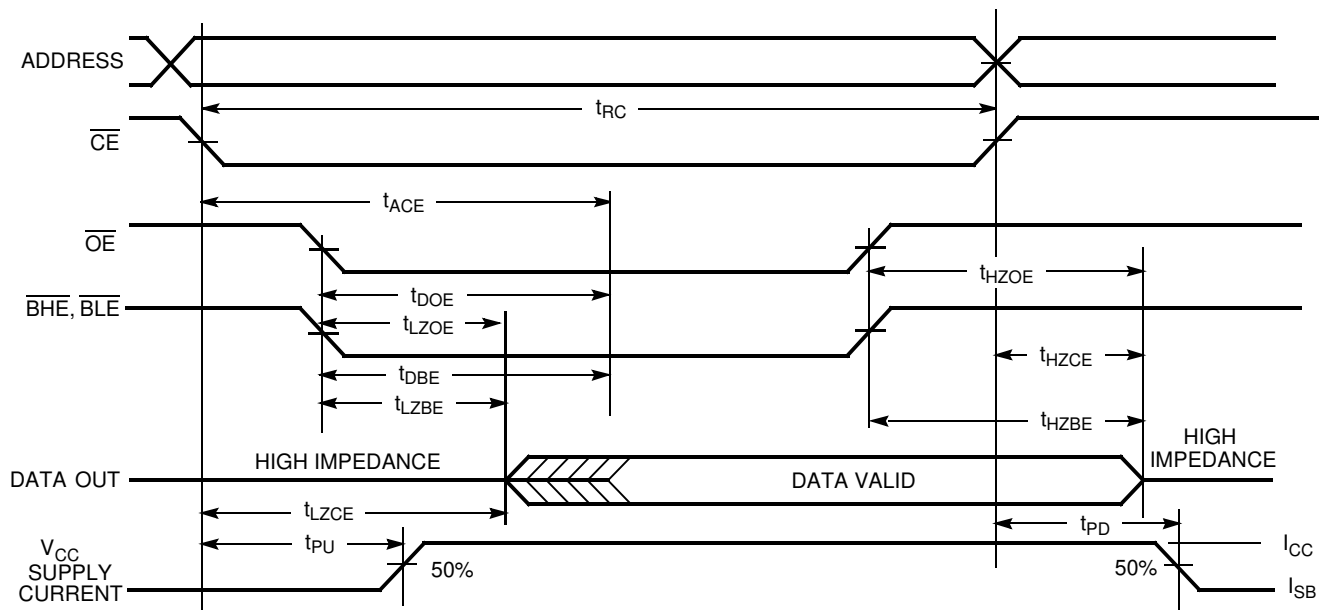 ADDRESS
tRC
CE
tACE
OE
tHZOE
tDOE
BHE, BLE
tLZOE
tHZCE
tDBE
tLZBE
tHZBE
HIGH IMPEDANCE
HIGH
IMPEDANCE
DATA OUT
DATA VALID
tLZCE
tPD
tPU
VCC
SUPPLY
CURRENT
50%
50%
ICC
ISB